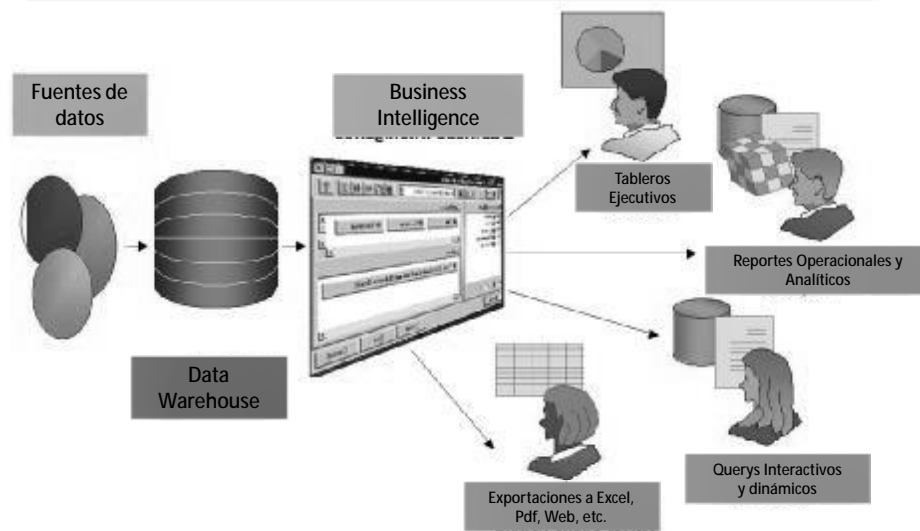 Fuentes de
datos
Business
Intelligence
Tableros
Ejecutivos
Reportes Operacionales y
Analíticos
Data
Warehouse
Querys Interactivos
y dinámicos
Exportaciones a Excel,
Pdf, Web, etc.